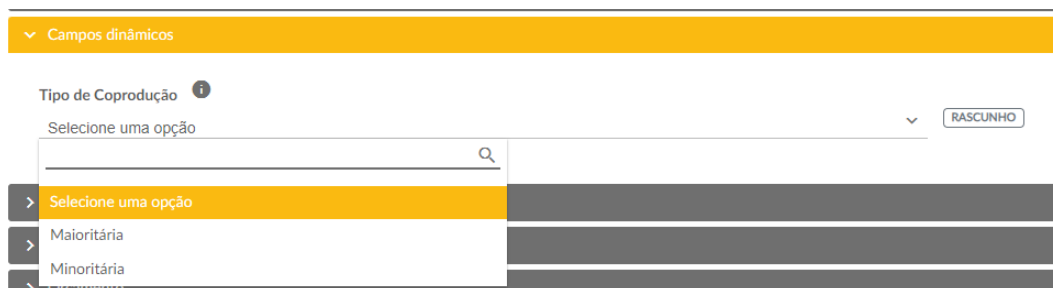 Campos dinâmicos
Tipo de Coprodução
Selecione uma opção
RASCUNHO
Selecione uma opção
Maioritária
Minoritária